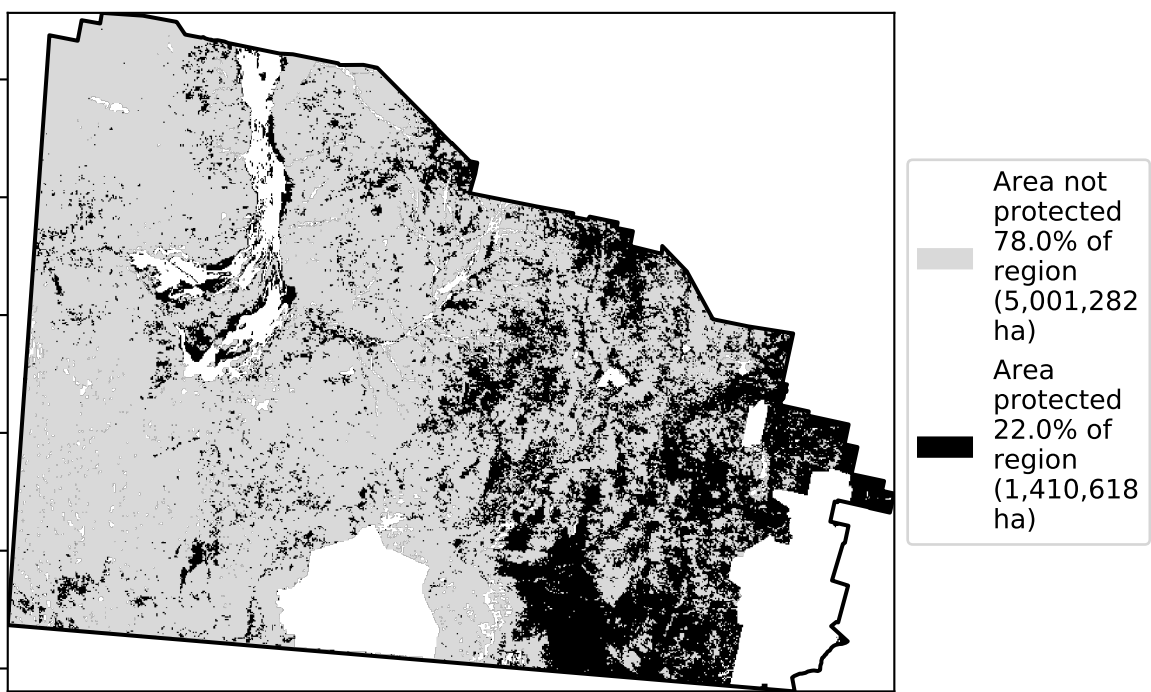 Area not
protected
78.0% of
region
(5,001,282
ha)
Area
protected
22.0% of
region
(1,410,618
ha)